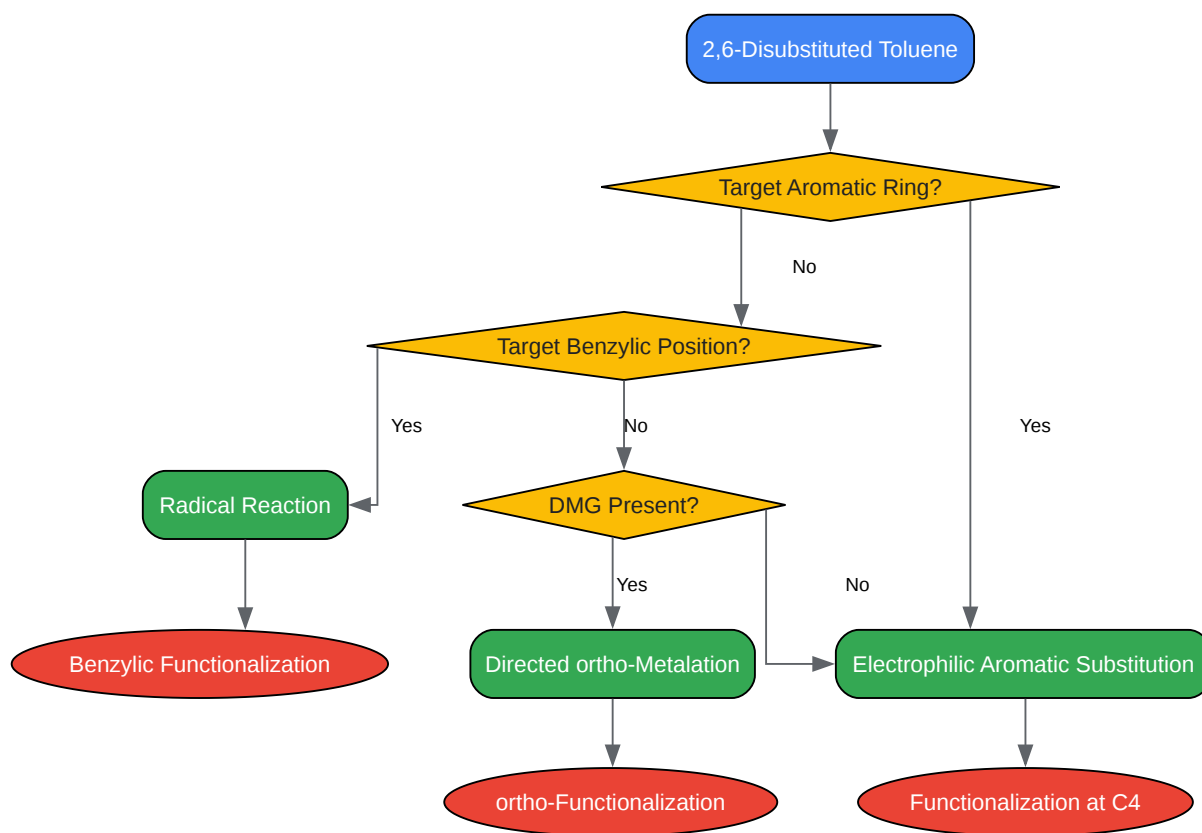 2,6-Disubstituted Toluene
Target Aromatic Ring?
No
Target Benzylic Position?
Yes
No
Yes
Radical Reaction
DMG Present?
Yes
No
Benzylic Functionalization
Directed ortho-Metalation
Electrophilic Aromatic Substitution
ortho-Functionalization
Functionalization at C4